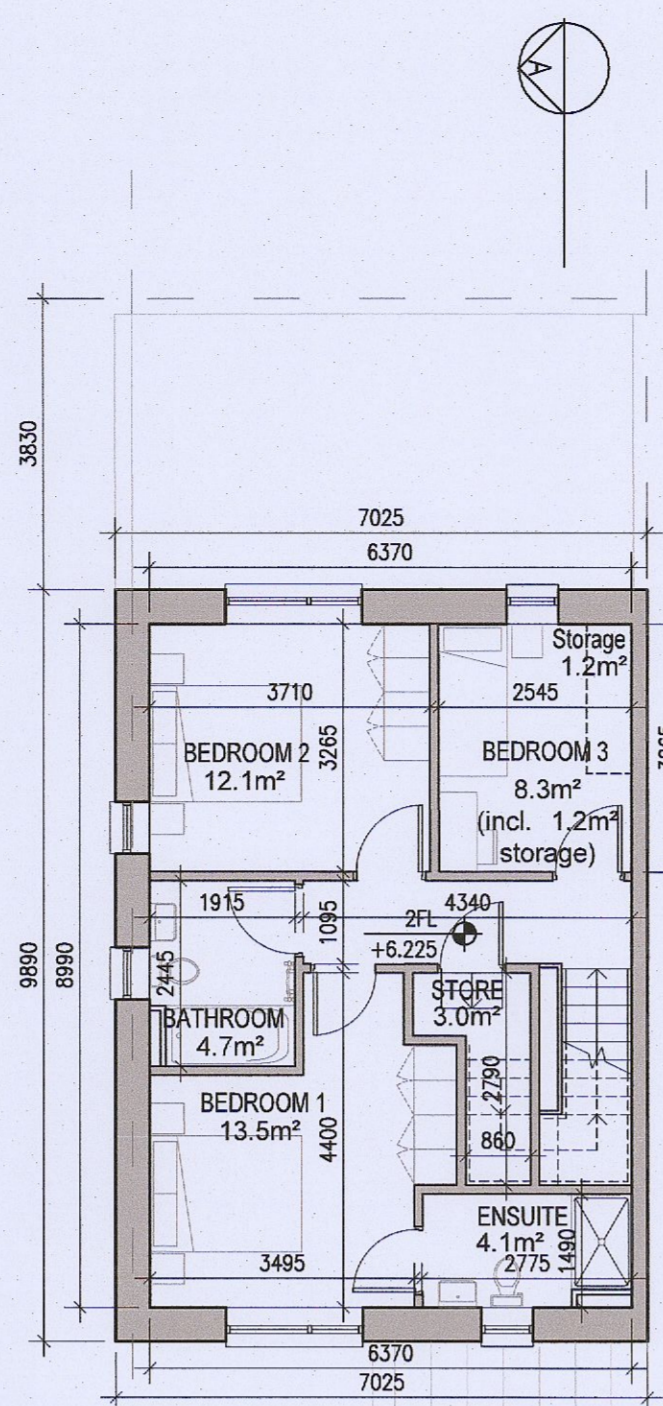 A
3830
7025
6370
Storage
1.2m²
3710
2545
3265
BEDROOM 2
12.1m²
BEDROOM 3
8.3m²
(incl. 1.2m²
storage)
1915
1095
4340
2FL
+6.225
9890
8990
2445
STORE
3.0m²
BATHROOM
4.7m²
2790
BEDROOM 1
13.5m²
4400
860
ENSUITE
4.1m²
1490
3495
2775
6370
7025